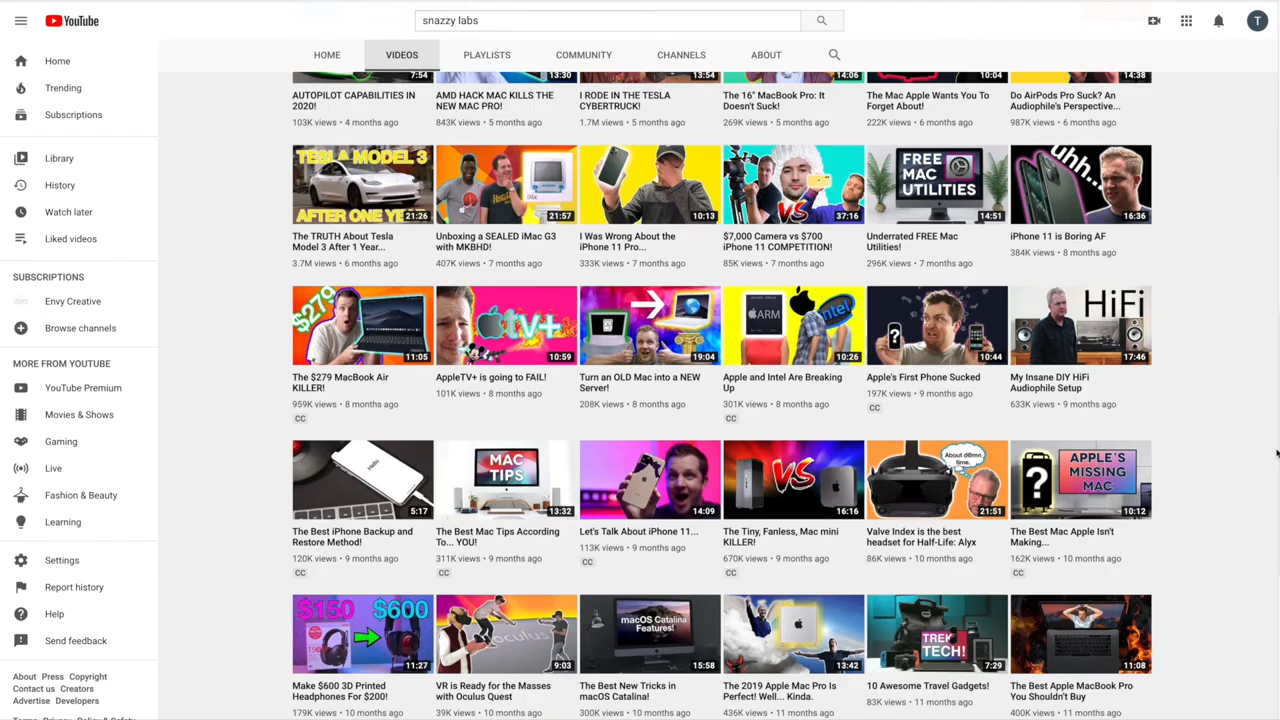 YouTube
snazzy labs
T
HOME VIDEOS PLAYLISTS COMMUNITY CHANNELS ABOUT
Home
Trending
Subscriptions
Library
History
Watch later
Liked videos
SUBSCRIPTIONS
Envy Creative
Browse channels
MORE FROM YOUTUBE
YouTube Premium
Movies & Shows
Gaming
Live
Fashion & Beauty
Learning
Settings
Report history
Help
Send feedback
About Press Copyright
Contact us Creators
Advertise Developers
7:54
AUTOPILOT CAPABILITIES IN
2020!
103K views • 4 months ago
13:30
AMD HACK MAC KILLS THE
NEW MAC PRO!
843K views • 5 months ago
13:54
I RODE IN THE TESLA
CYBERTRUCK!
1.7M views • 5 months ago
14:06
The 16" MacBook Pro: It
Doesn't Suck!
269K views • 5 months ago
10:04
The Mac Apple Wants You To
Forget About!
222K views • 6 months ago
14:38
Do AirPods Pro Suck? An
Audiophile's Perspective...
987K views • 6 months ago
TESLA MODEL 3
AFTER ONE YE
21:26
The TRUTH About Tesla
Model 3 After 1 Year...
3.7M views • 6 months ago
21:57
Unboxing a SEALED iMac G3
with MKBHD!
407K views • 7 months ago
10:13
I Was Wrong About the
iPhone 11 Pro...
333K views • 7 months ago
VS
37:16
$7,000 Camera vs $700
iPhone 11 COMPETITION!
85K views • 7 months ago
FREE
MAC
UTILITIES
14:51
Underrated FREE Mac
Utilities!
296K views • 7 months ago
uhh...
16:36
iPhone 11 is Boring AF
384K views • 8 months ago
$279
11:05
The $279 MacBook Air
KILLER!
959K views • 8 months ago
CC
tv+
10:59
AppleTV+ is going to FAIL!
101K views • 8 months ago
19:04
Turn an OLD Mac into a NEW
Server!
208K views • 8 months ago
ARM
intel
10:26
Apple and Intel Are Breaking
Up
301K views • 8 months ago
CC
10:44
Apple's First Phone Sucked
197K views • 9 months ago
CC
HiFi
17:46
My Insane DIY HiFi
Audiophile Setup
633K views • 9 months ago
Hello
5:17
The Best iPhone Backup and
Restore Method!
120K views • 9 months ago
CC
MAC
TIPS
13:32
The Best Mac Tips According
To... YOU!
311K views • 9 months ago
CC
14:09
Let's Talk About iPhone 11...
113K views • 9 months ago
CC
VS
16:16
The Tiny, Fanless, Mac mini
KILLER!
670K views • 9 months ago
CC
About d@mn
time.
21:51
Valve Index is the best
headset for Half-Life: Alyx
86K views • 10 months ago
?
APPLE'S
MISSING
MAC
10:12
The Best Mac Apple Isn't
Making...
162K views • 10 months ago
CC
$150 $600
11:27
Make $600 3D Printed
Headphones For $200!
179K views • 10 months ago
oculus
9:03
VR is Ready for the Masses
with Oculus Quest
39K views • 10 months ago
macOS Catalina
Features!
15:58
The Best New Tricks in
macOS Catalina!
300K views • 10 months ago
13:42
The 2019 Apple Mac Pro Is
Perfect! Well... Kinda.
436K views • 11 months ago
TREK
TECH!
7:29
10 Awesome Travel Gadgets!
83K views • 11 months ago
11:08
The Best Apple MacBook Pro
You Shouldn't Buy
400K views • 11 months ago